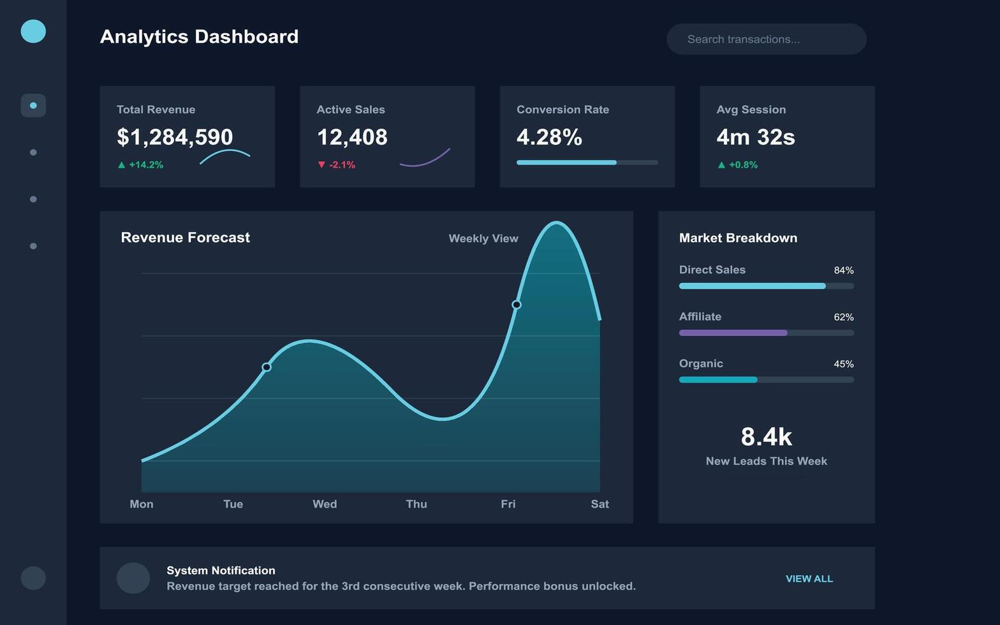 Analytics Dashboard
Search transactions...
Total Revenue
$1,284,590
▲ +14.2%
Active Sales
12,408
▼ -2.1%
Conversion Rate
4.28%
Avg Session
4m 32s
▲ +0.8%
Revenue Forecast
Weekly View
Mon Tue Wed Thu Fri Sat
Market Breakdown
Direct Sales 84%
Affiliate 62%
Organic 45%
8.4k
New Leads This Week
System Notification
Revenue target reached for the 3rd consecutive week. Performance bonus unlocked.
VIEW ALL